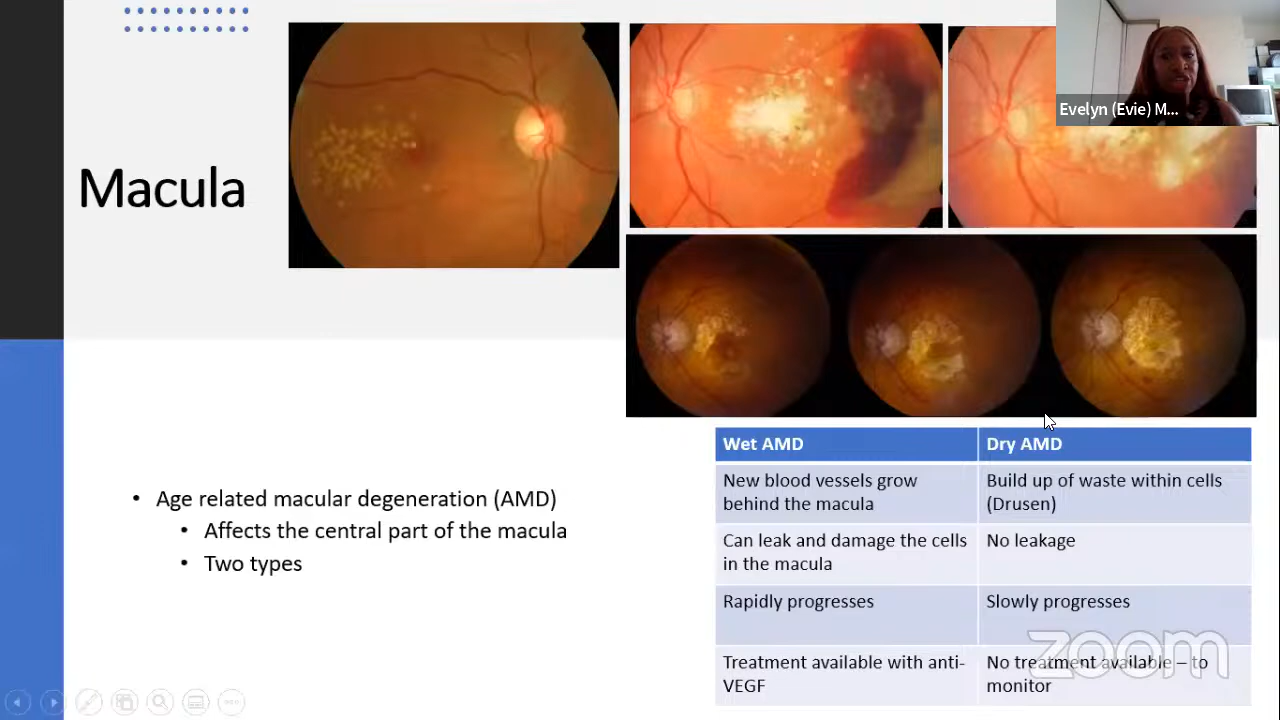 Evelyn (Evie) M...
Macula
Age related macular degeneration (AMD)
Affects the central part of the macula
Two types
Wet AMD
Dry AMD
New blood vessels grow
behind the macula
Build up of waste within cells
(Drusen)
Can leak and damage the cells
in the macula
No leakage
Rapidly progresses
Slowly progresses
Treatment available with anti-
VEGF
No treatment available – to
monitor
zoom